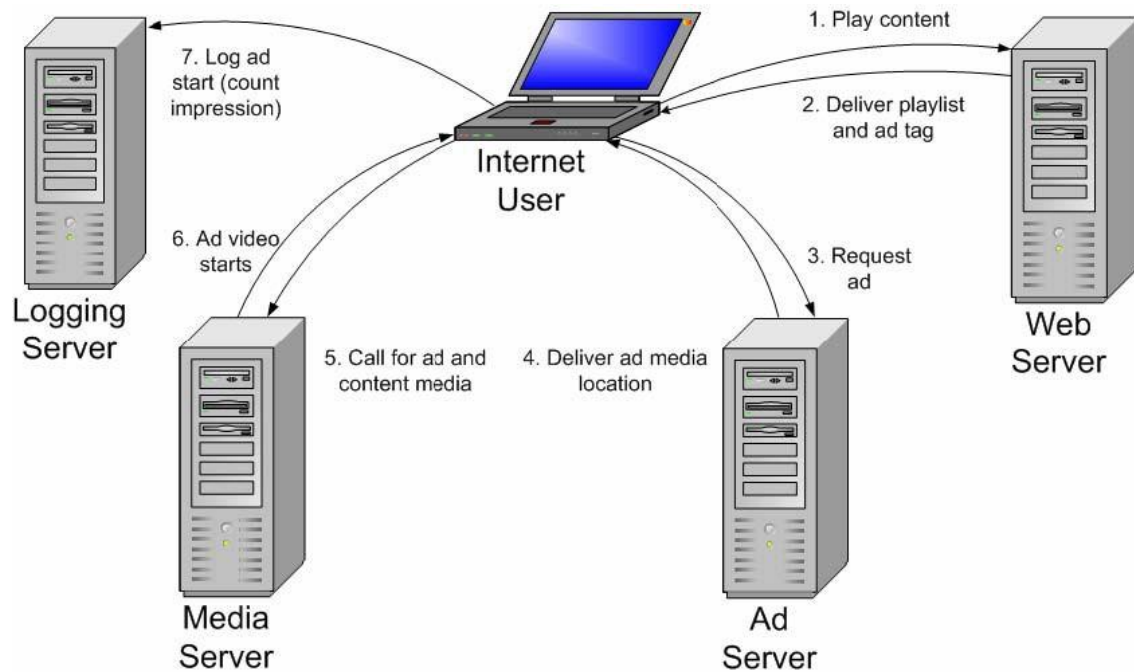 1. Play content
2. Deliver playlist
and ad tag
7. Log ad
start (count
impression)
Internet
User
6. Ad video
starts
3. Request
ad
Logging
Server
Web
Server
5. Call for ad and
content media
4. Deliver ad media
location
Media
Server
Ad
Server